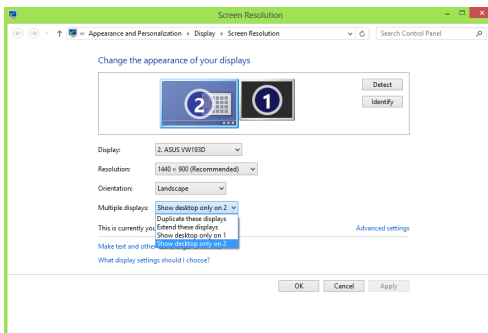 Screen Resolution
« Appearance and Personalization ▸ Display ▸ Screen Resolution
Search Control Panel
Change the appearance of your displays
2
1
Detect
Identify
Display: 2. ASUS VW193D
Resolution: 1440 × 900 (Recommended)
Orientation: Landscape
Multiple displays: Show desktop only on 2
Duplicate these displays
This is currently you
Extend these displays
Advanced settings
Show desktop only on 1
Make text and othe
Show desktop only on 2
What display settings should I choose?
OK Cancel Apply